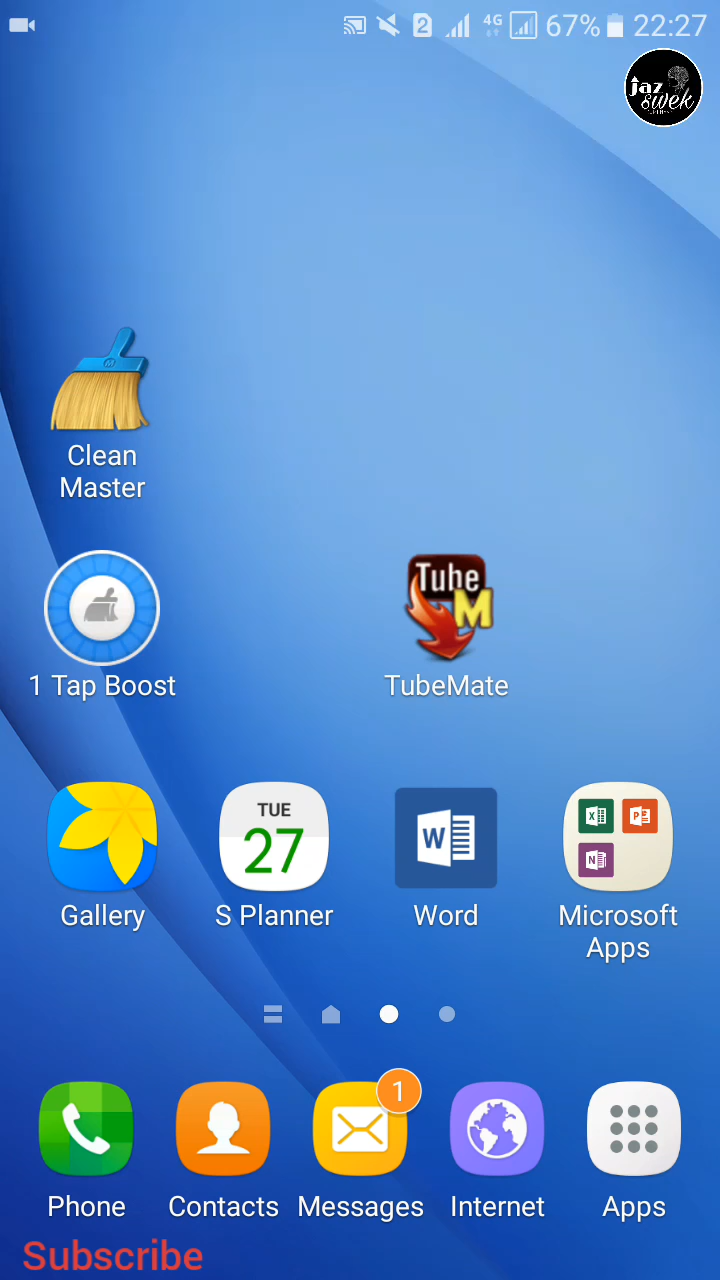 2 4G 67% 22:27
jaz
swek
Clean
Master
Tube
M
1 Tap Boost
TubeMate
TUE
27
W
X
P
N
Gallery
S Planner
Word
Microsoft
Apps
1
Phone
Contacts
Messages
Internet
Apps
Subscribe